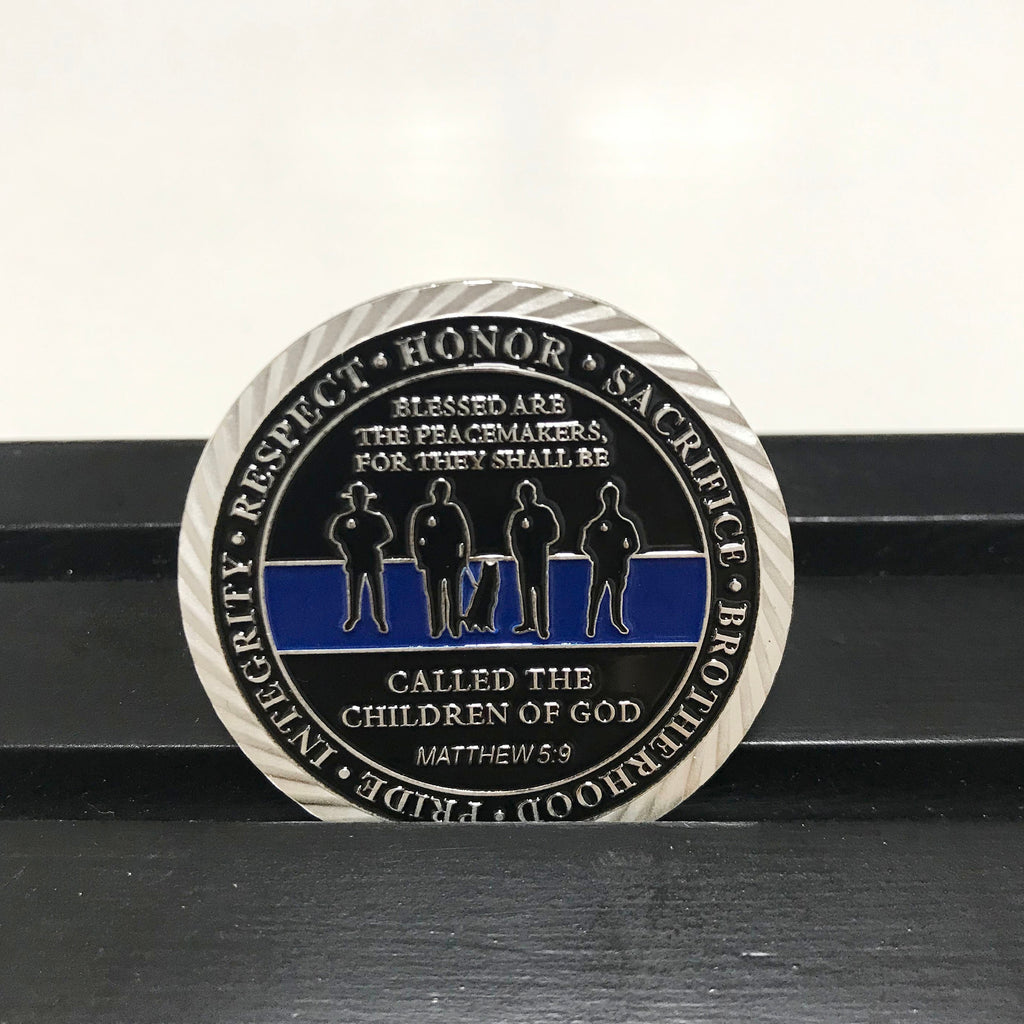 INTEGRITY • RESPECT • HONOR • SACRIFICE • BROTHERHOOD • PRIDE •
BLESSED ARE
THE PEACEMAKERS,
FOR THEY SHALL BE
CALLED THE
CHILDREN OF GOD
MATTHEW 5:9